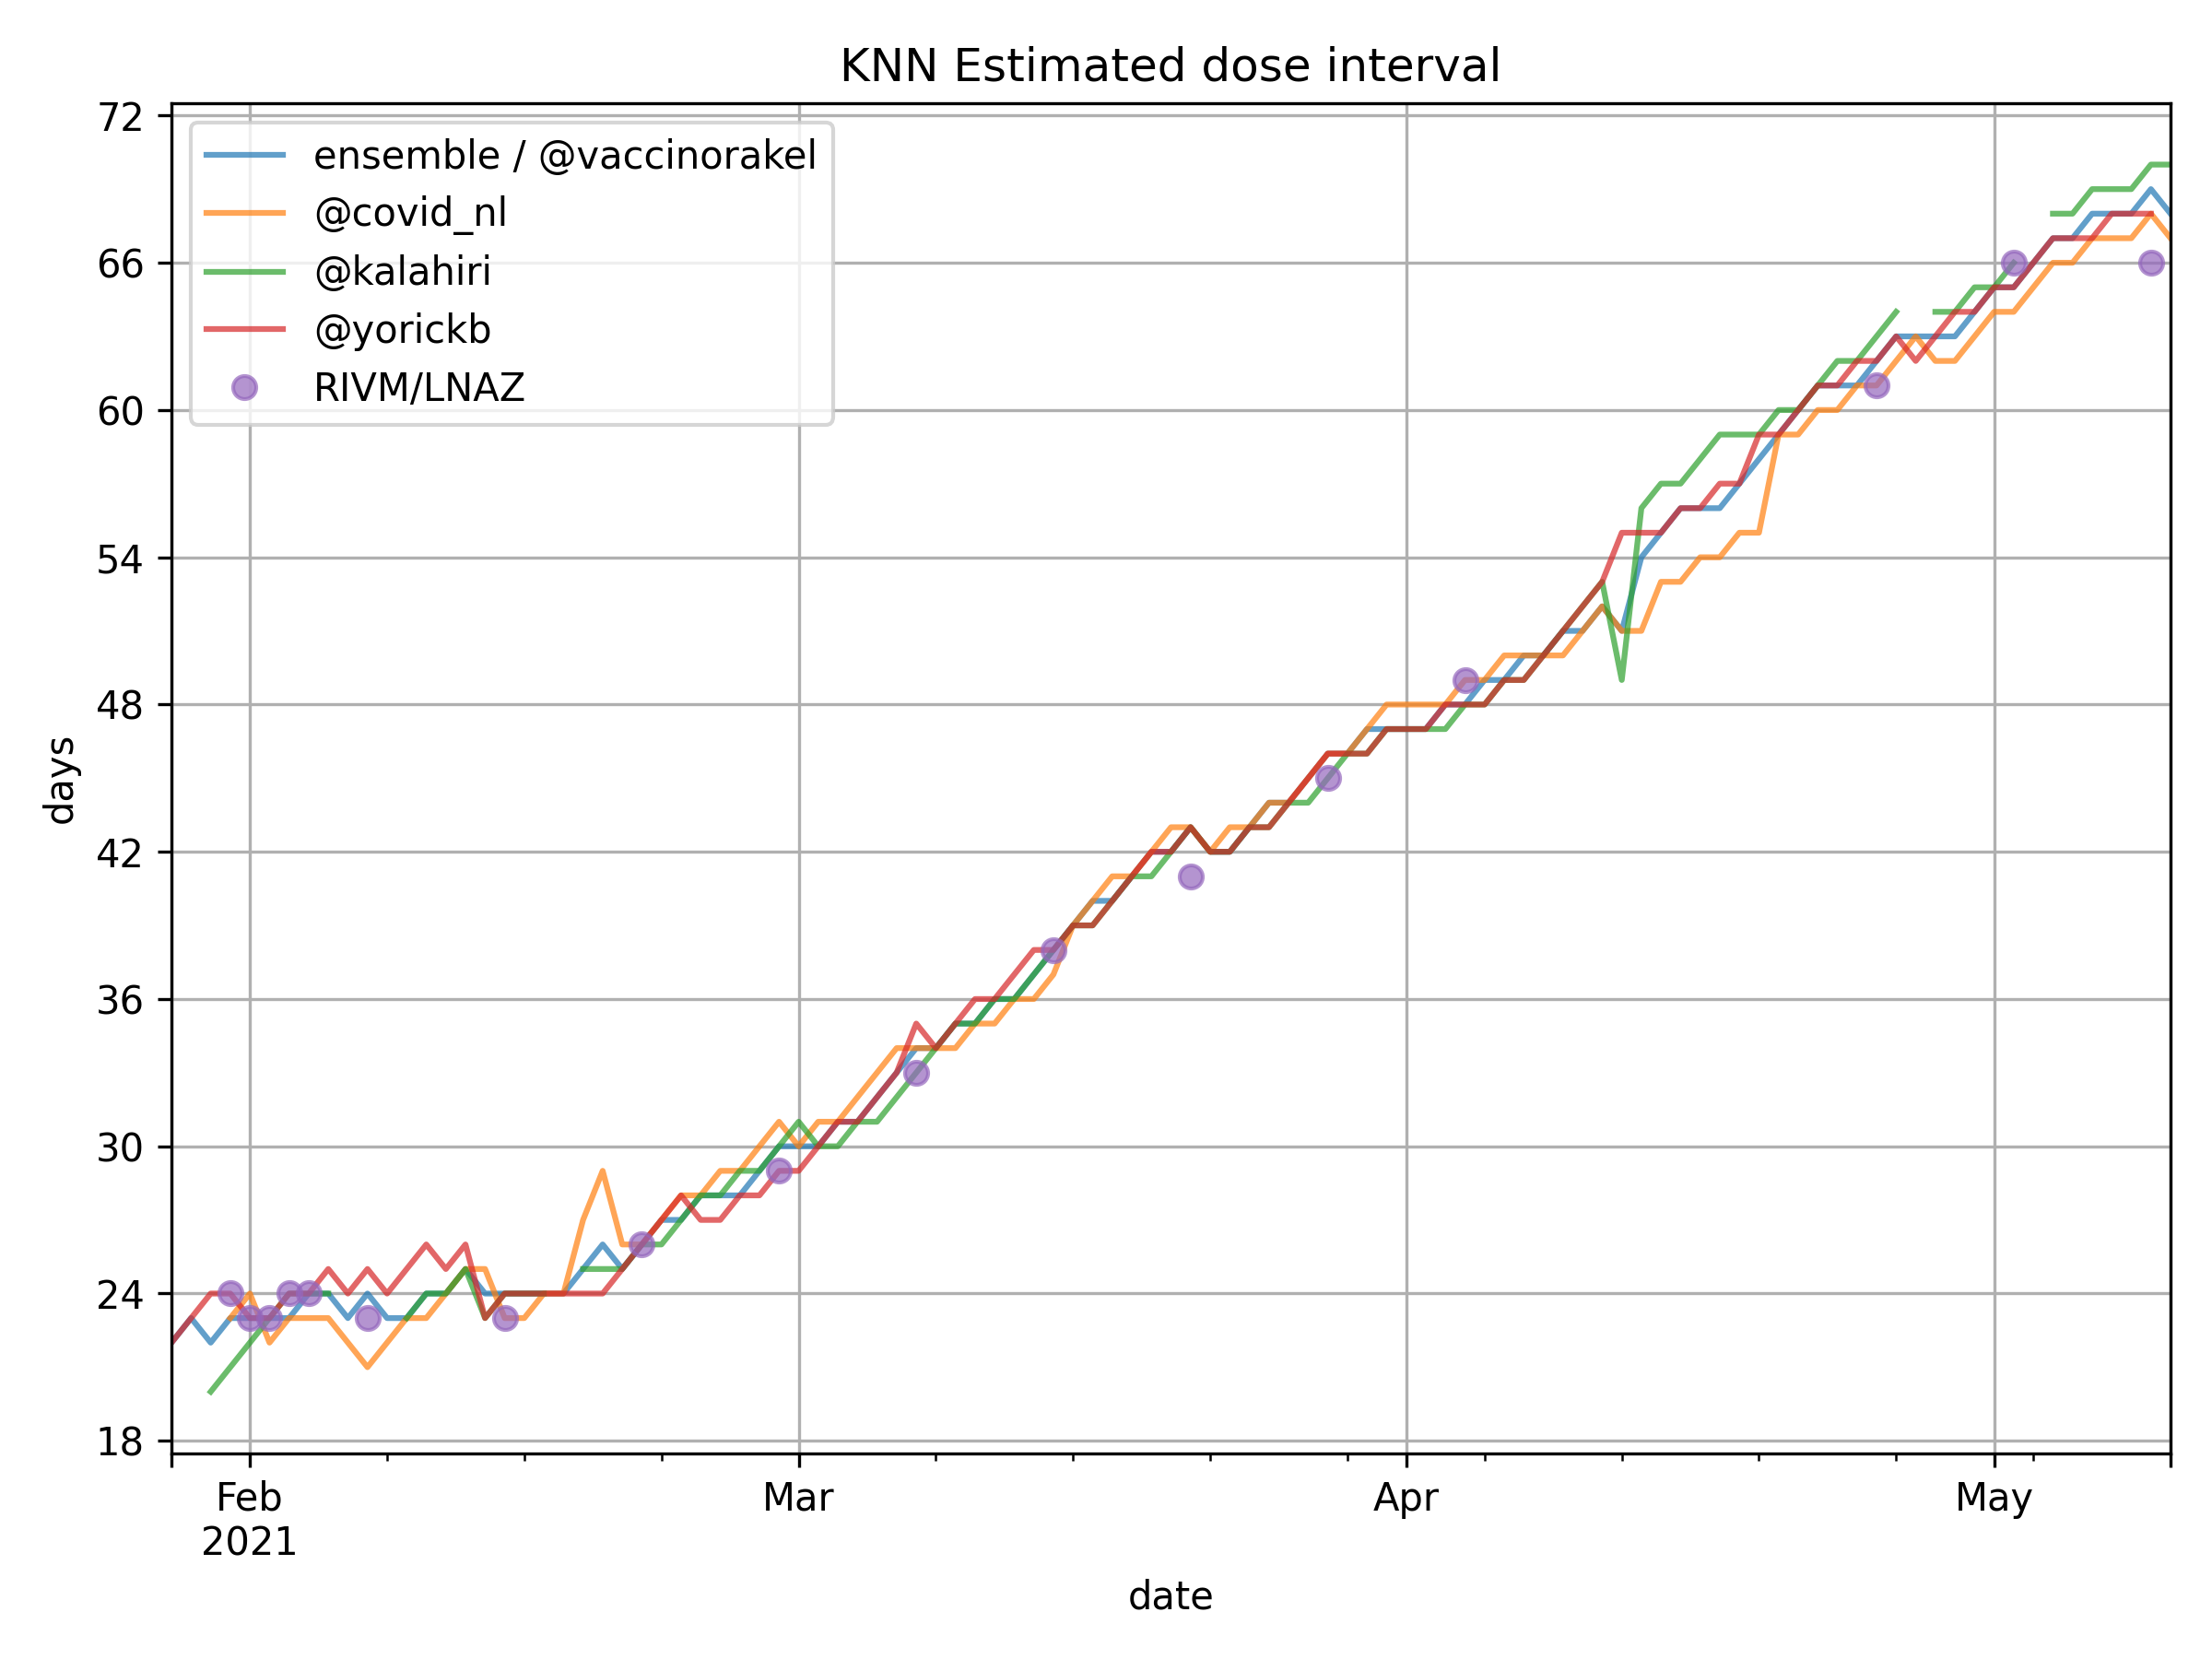 KNN Estimated dose interval
72
66
60
54
48
42
36
30
24
18
days
ensemble / @vaccinorakel
@covid_nl
@kalahiri
@yorickb
RIVM/LNAZ
Feb
2021
Mar
Apr
May
date